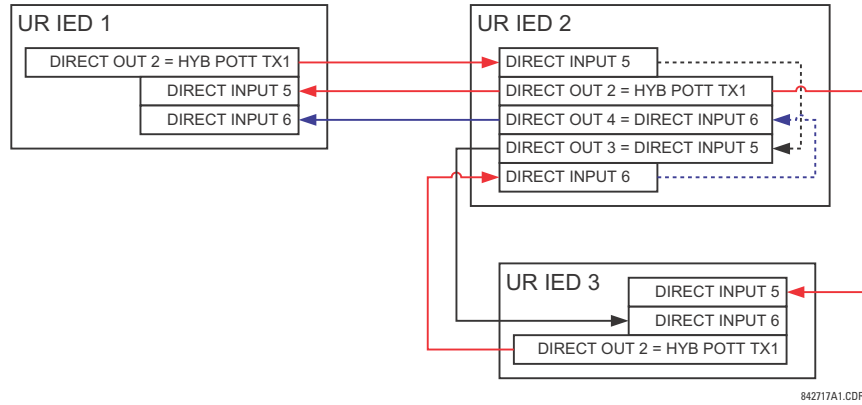 UR IED 1
DIRECT OUT 2 = HYB POTT TX1
DIRECT INPUT 5
DIRECT INPUT 6
UR IED 2
DIRECT INPUT 5
DIRECT OUT 2 = HYB POTT TX1
DIRECT OUT 4 = DIRECT INPUT 6
DIRECT OUT 3 = DIRECT INPUT 5
DIRECT INPUT 6
UR IED 3
DIRECT INPUT 5
DIRECT INPUT 6
DIRECT OUT 2 = HYB POTT TX1
842717A1.CDR